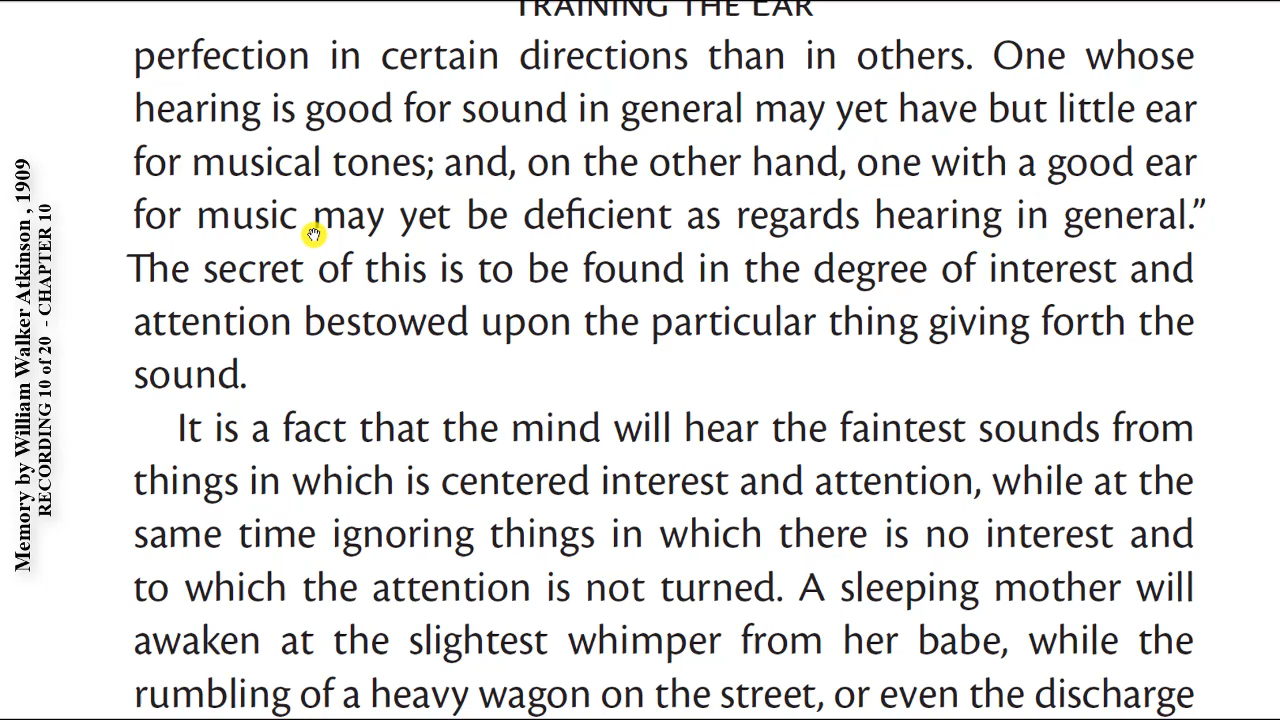 TRAINING THE EAR
perfection in certain directions than in others. One whose
hearing is good for sound in general may yet have but little ear
for musical tones; and, on the other hand, one with a good ear
for music may yet be deficient as regards hearing in general.”
The secret of this is to be found in the degree of interest and
attention bestowed upon the particular thing giving forth the
sound.
It is a fact that the mind will hear the faintest sounds from
things in which is centered interest and attention, while at the
same time ignoring things in which there is no interest and
to which the attention is not turned. A sleeping mother will
awaken at the slightest whimper from her babe, while the
rumbling of a heavy wagon on the street, or even the discharge
Memory by William Walker Atkinson , 1909
RECORDING 10 of 20 - CHAPTER 10